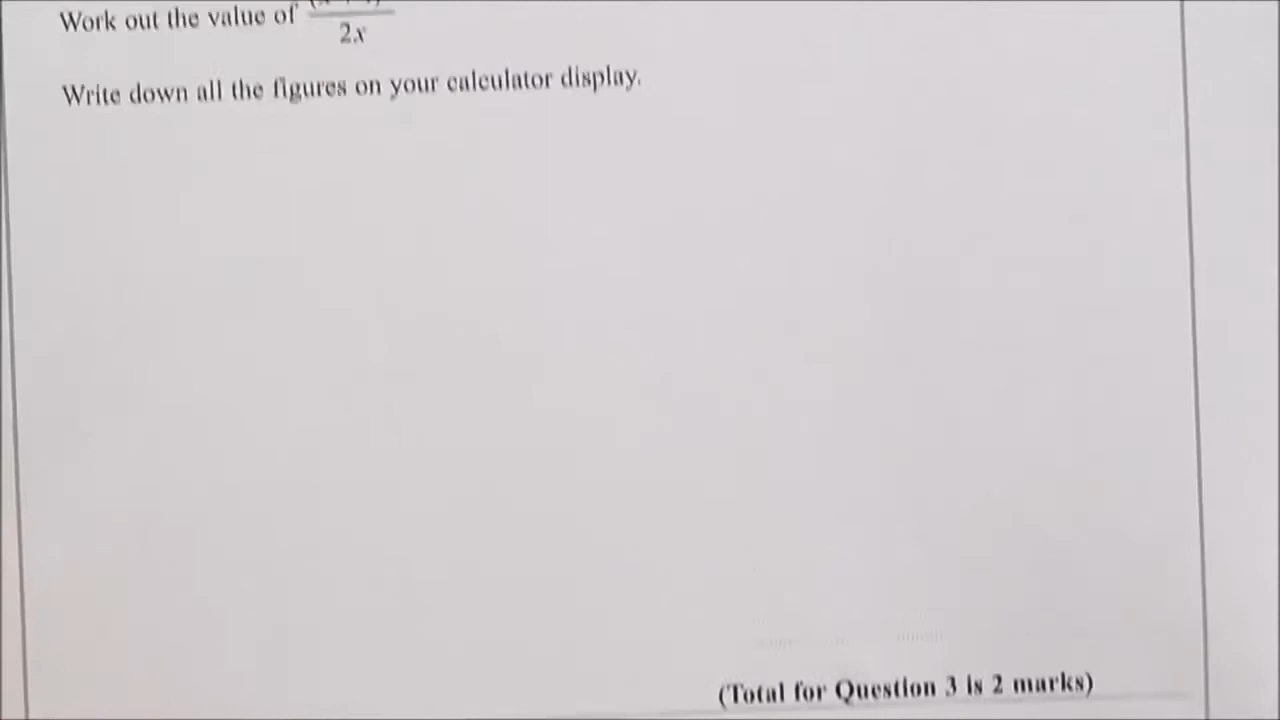 Work out the value of
2x
Write down all the figures on your calculator display.
(Total for Question 3 is 2 marks)